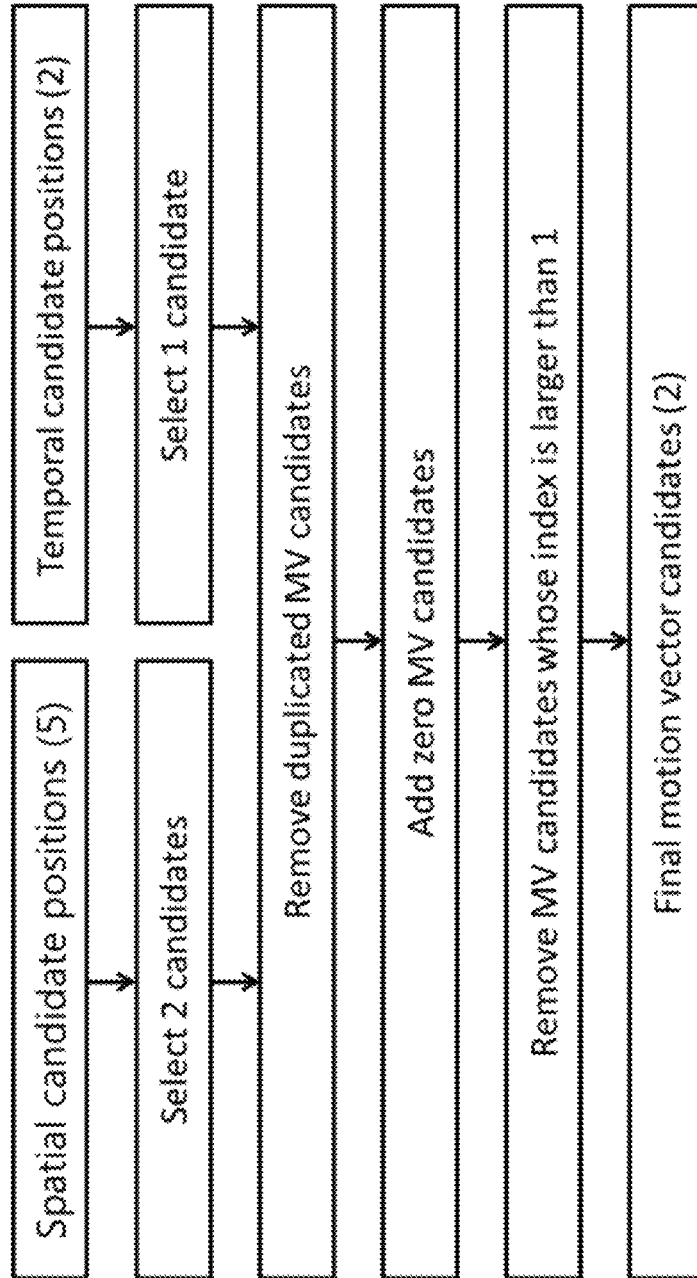 Spatial candidate positions (5)
Temporal candidate positions (2)
Select 2 candidates
Select 1 candidate
Remove duplicated MV candidates
Add zero MV candidates
Remove MV candidates whose index is larger than 1
Final motion vector candidates (2)